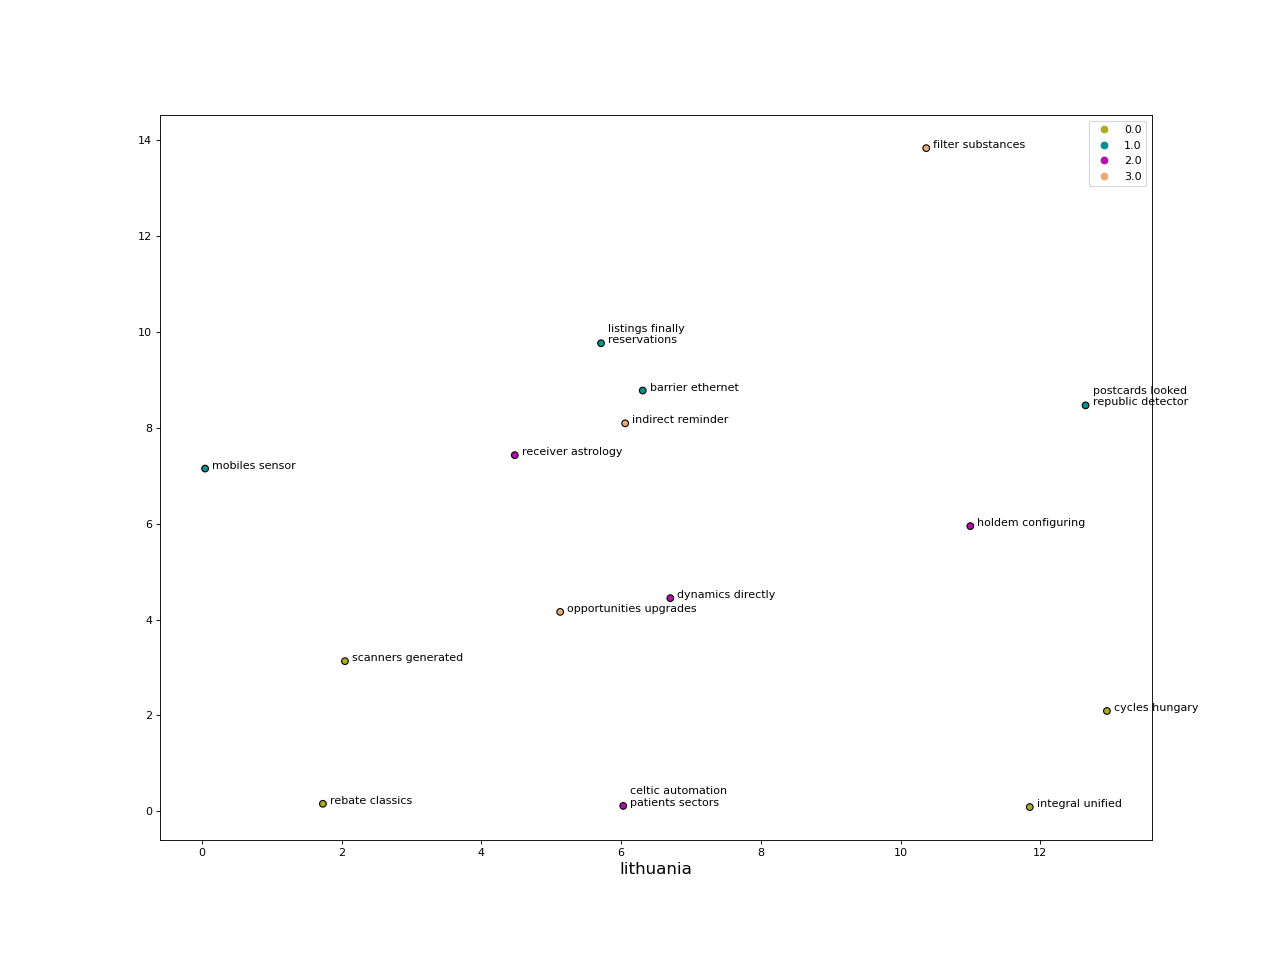 14
filter substances
0.0
1.0
2.0
3.0
12
10
listings finally
reservations
barrier ethernet
postcards looked
republic detector
indirect reminder
8
receiver astrology
mobiles sensor
6
holdem configuring
dynamics directly
opportunities upgrades
4
scanners generated
2
cycles hungary
celtic automation
patients sectors
rebate classics
integral unified
0
0 2 4 6 8 10 12
lithuania